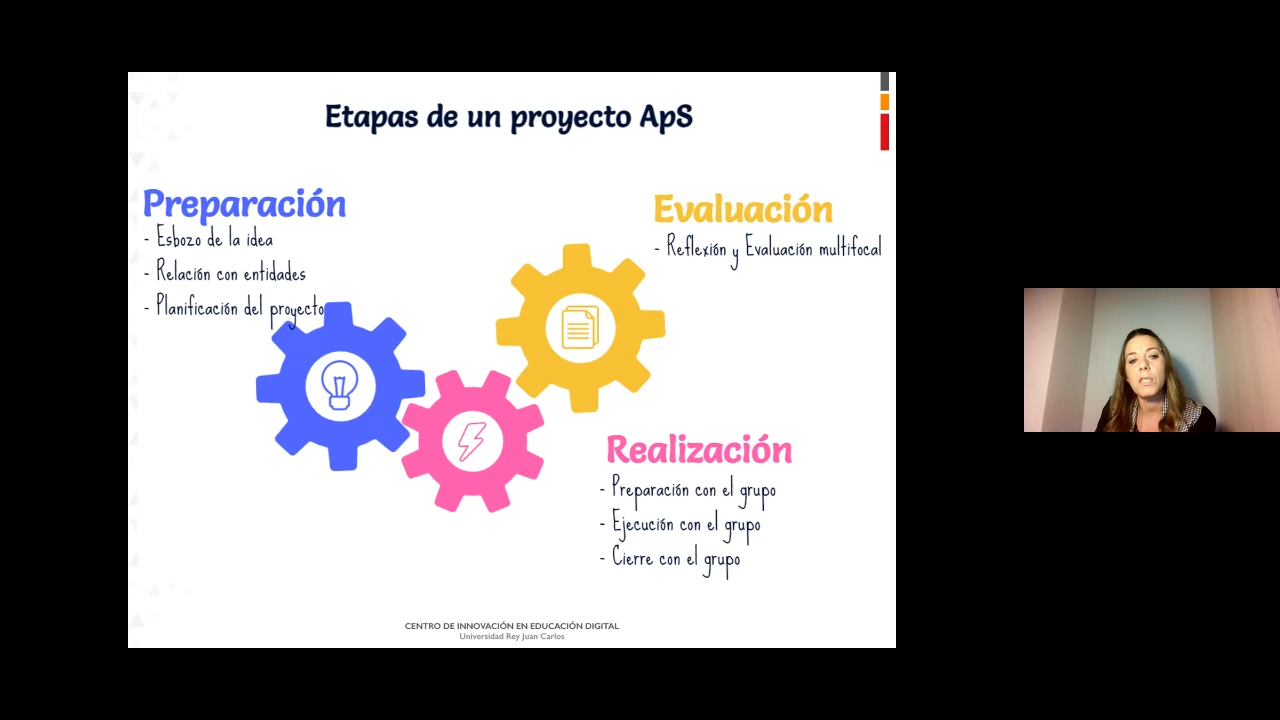 Etapas de un proyecto ApS
Preparación
- Esbozo de la idea
- Relación con entidades
- Planificación del proyecto
Evaluación
- Reflexión y Evaluación multifocal
Realización
- Preparación con el grupo
- Ejecución con el grupo
- Cierre con el grupo
CENTRO DE INNOVACIÓN EN EDUCACIÓN DIGITAL
Universidad Rey Juan Carlos